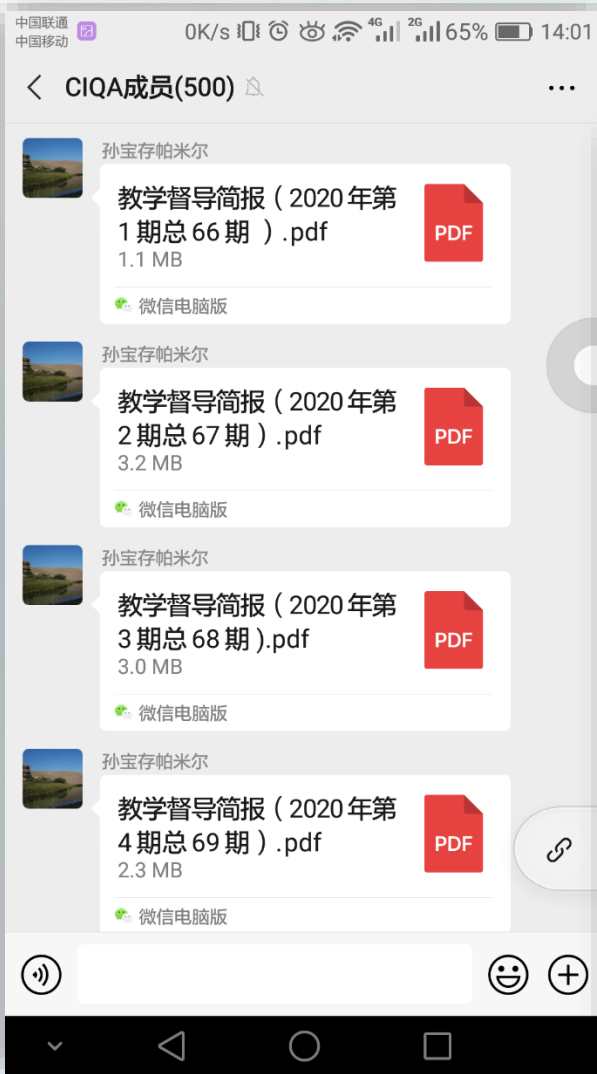 中国联通
中国移动
0K/s 4G 2G 65% 14:01
CIQA成员(500)
孙宝存帕米尔
教学督导简报（2020年第
1期总66期 ）.pdf
PDF
1.1 MB
微信电脑版
孙宝存帕米尔
教学督导简报（2020年第
2期总67期）.pdf
PDF
3.2 MB
微信电脑版
孙宝存帕米尔
教学督导简报（2020年第
3期总68期).pdf
PDF
3.0 MB
微信电脑版
孙宝存帕米尔
教学督导简报（2020年第
4期总69期）.pdf
PDF
2.3 MB
微信电脑版